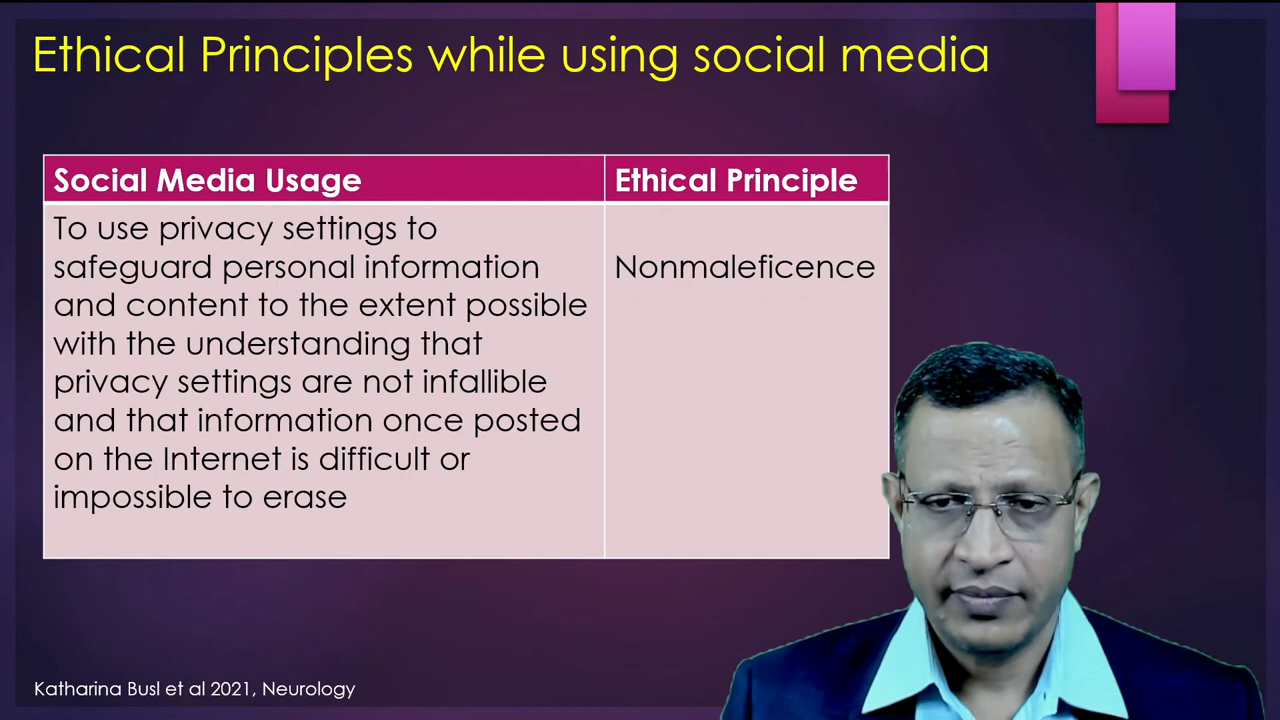 Ethical Principles while using social media
Social Media Usage
Ethical Principle
To use privacy settings to
safeguard personal information
and content to the extent possible
with the understanding that
privacy settings are not infallible
and that information once posted
on the Internet is difficult or
impossible to erase
Nonmaleficence
Katharina Busl et al 2021, Neurology